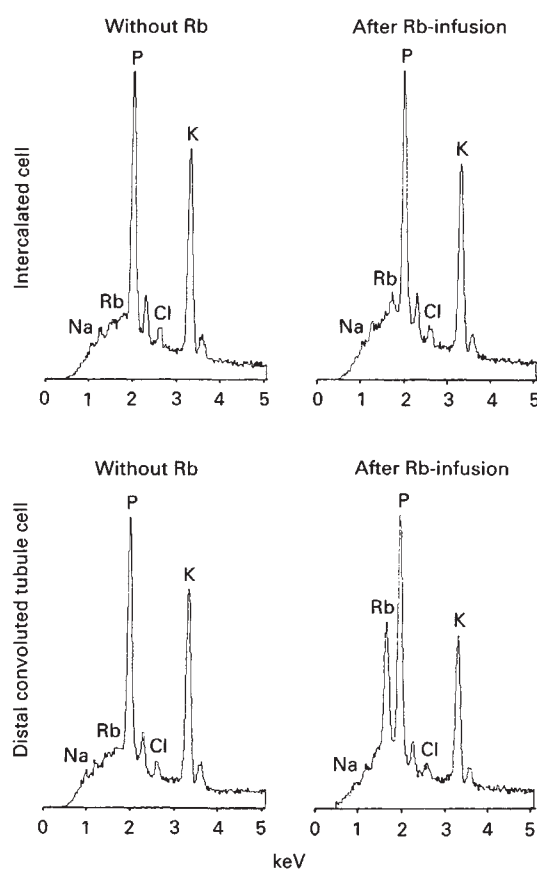 Without Rb
After Rb-infusion
Intercalated cell
P
K
Rb
Na
Cl
0 1 2 3 4 5
P
K
Rb
Na
Cl
0 1 2 3 4 5
Without Rb
After Rb-infusion
Distal convoluted tubule cell
P
K
Rb
Na
Cl
0 1 2 3 4 5
P
Rb
K
Na
Cl
0 1 2 3 4 5
keV